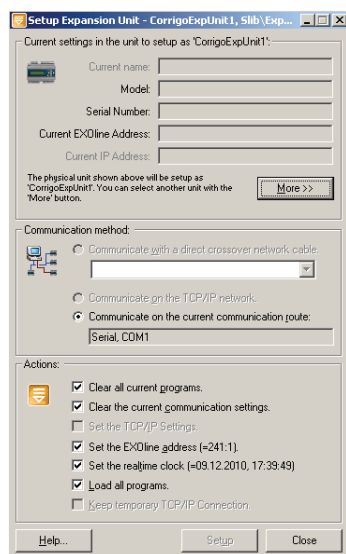 Setup Expansion Unit - CorrigoExpUnit1, Slib\Exp...
Current settings in the unit to setup as 'CorrigoExpUnit1':
Current name:
Model:
Serial Number:
Current EXOline Address:
Current IP Address:
The physical unit shown above will be setup as
'CorrigoExpUnit1'. You can select another unit with the
'More' button.
More >>
Communication method:
Communicate with a direct crossover network cable.
Communicate on the TCP/IP network.
Communicate on the current communication route:
Serial, COM1
Actions:
Clear all current programs.
Clear the current communication settings.
Set the TCP/IP Settings.
Set the EXOline address (=241:1).
Set the realtime clock (=09.12.2010, 17:39:49)
Load all programs.
Keep temporary TCP/IP Connection.
Help... Setup Close